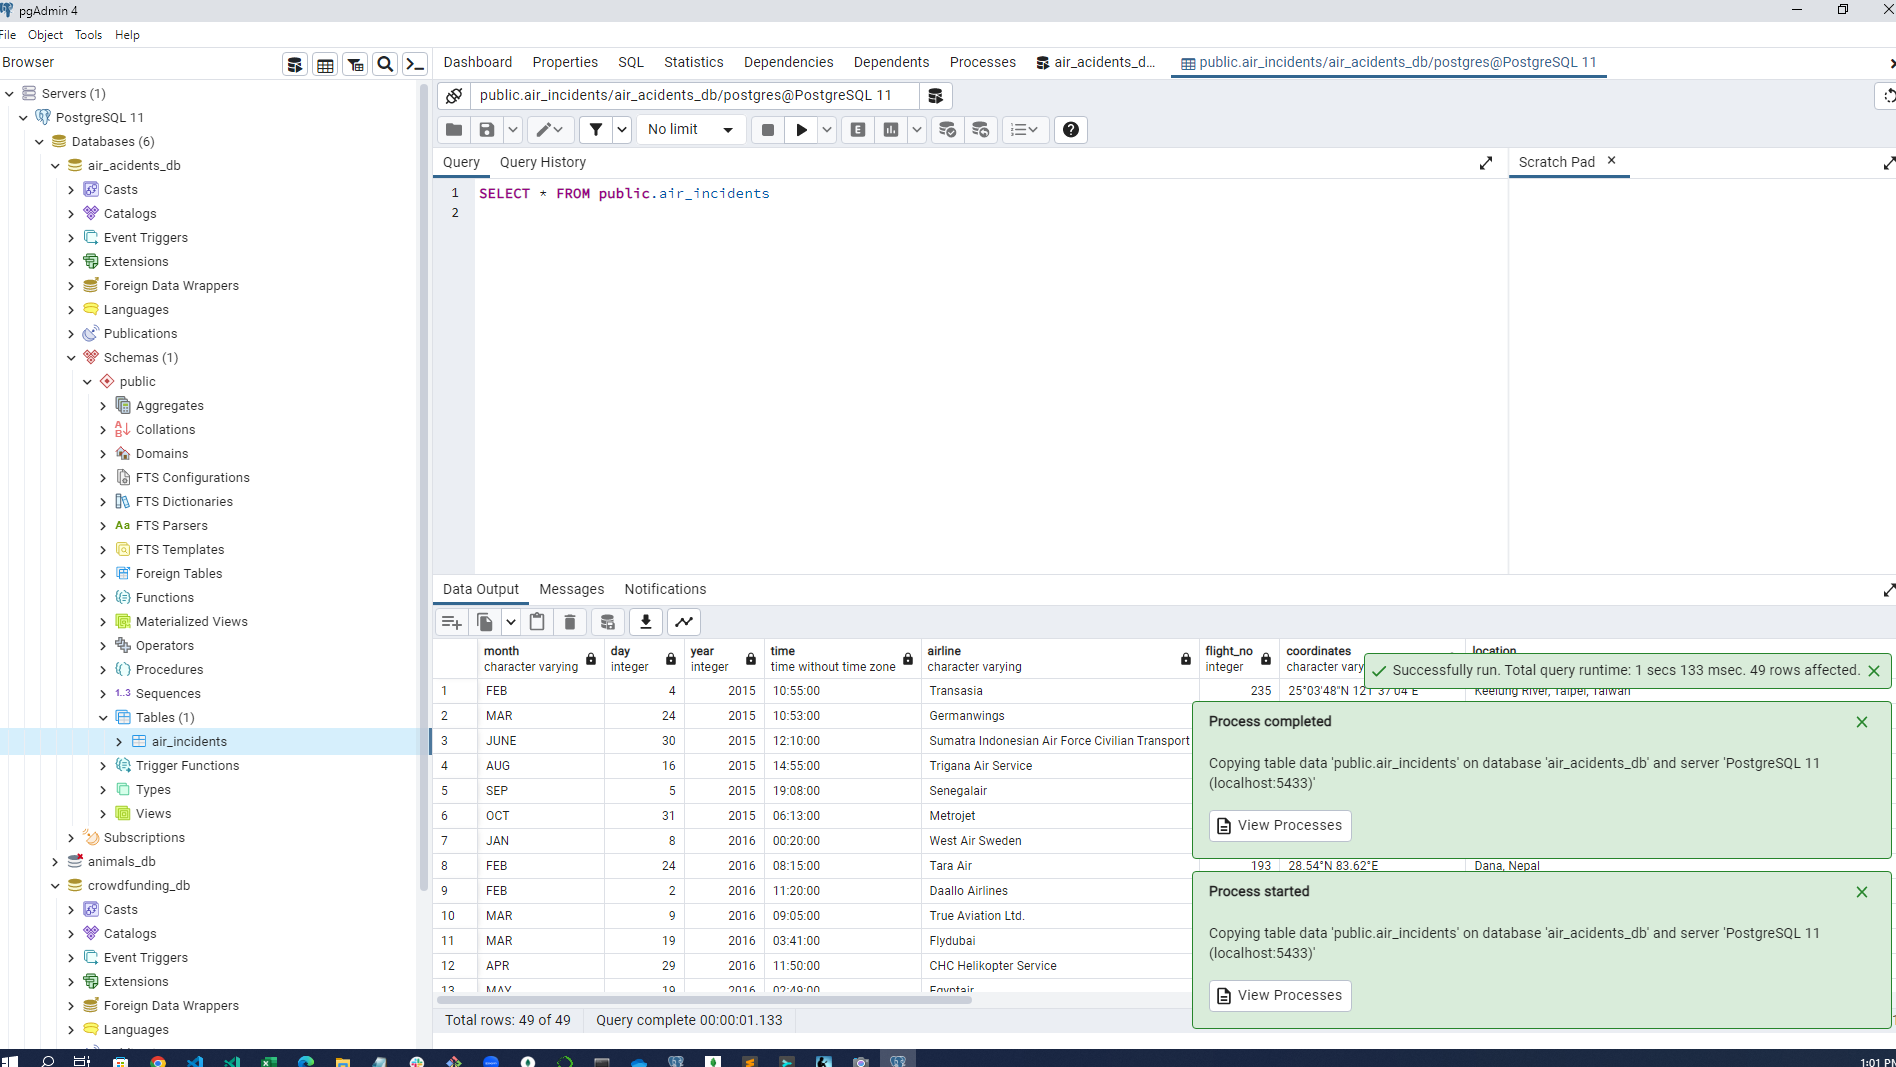 pgAdmin 4
File Object Tools Help
Browser
Dashboard Properties SQL Statistics Dependencies Dependents Processes air_acidents_d... public.air_incidents/air_acidents_db/postgres@PostgreSQL 11
Servers (1)
PostgreSQL 11
Databases (6)
air_acidents_db
Casts
Catalogs
Event Triggers
Extensions
Foreign Data Wrappers
Languages
Publications
Schemas (1)
public
Aggregates
Collations
Domains
FTS Configurations
FTS Dictionaries
FTS Parsers
FTS Templates
Foreign Tables
Functions
Materialized Views
Operators
Procedures
Sequences
Tables (1)
air_incidents
Trigger Functions
Types
Views
Subscriptions
animals_db
crowdfunding_db
Casts
Catalogs
Event Triggers
Extensions
Foreign Data Wrappers
Languages
public.air_incidents/air_acidents_db/postgres@PostgreSQL 11
No limit
Query Query History
Scratch Pad
1 SELECT * FROM public.air_incidents
2
Data Output Messages Notifications
month day year time airline flight_no coordinates location
character varying integer integer time without time zone character varying integer character vary
1 FEB 4 2015 10:55:00 Transasia 235 25°03'48"N 121°37'04"E Keelung River, Taipei, Taiwan
2 MAR 24 2015 10:53:00 Germanwings
3 JUNE 30 2015 12:10:00 Sumatra Indonesian Air Force Civilian Transport
4 AUG 16 2015 14:55:00 Trigana Air Service
5 SEP 5 2015 19:08:00 Senegalair
6 OCT 31 2015 06:13:00 Metrojet
7 JAN 8 2016 00:20:00 West Air Sweden
8 FEB 24 2016 08:15:00 Tara Air 193 28.54°N 83.62°E Dana, Nepal
9 FEB 2 2016 11:20:00 Daallo Airlines
10 MAR 9 2016 09:05:00 True Aviation Ltd.
11 MAR 19 2016 03:41:00 Flydubai
12 APR 29 2016 11:50:00 CHC Helikopter Service
13 MAY 19 2016 02:49:00 Egyptair
Total rows: 49 of 49 Query complete 00:00:01.133
Successfully run. Total query runtime: 1 secs 133 msec. 49 rows affected.
Process completed
Copying table data 'public.air_incidents' on database 'air_acidents_db' and server 'PostgreSQL 11
(localhost:5433)'
View Processes
Process started
Copying table data 'public.air_incidents' on database 'air_acidents_db' and server 'PostgreSQL 11
(localhost:5433)'
View Processes
1:01 PM